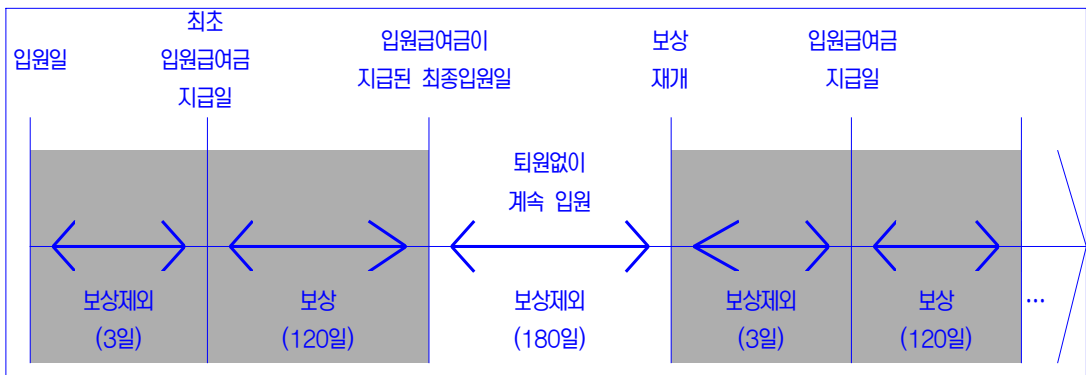 입원일
최초
입원급여금
지급일
입원급여금이
지급된 최종입원일
보상
재개
입원급여금
지급일
퇴원없이
계속 입원
보상제외
(3일)
보상
(120일)
보상제외
(180일)
보상제외
(3일)
보상
(120일)
…